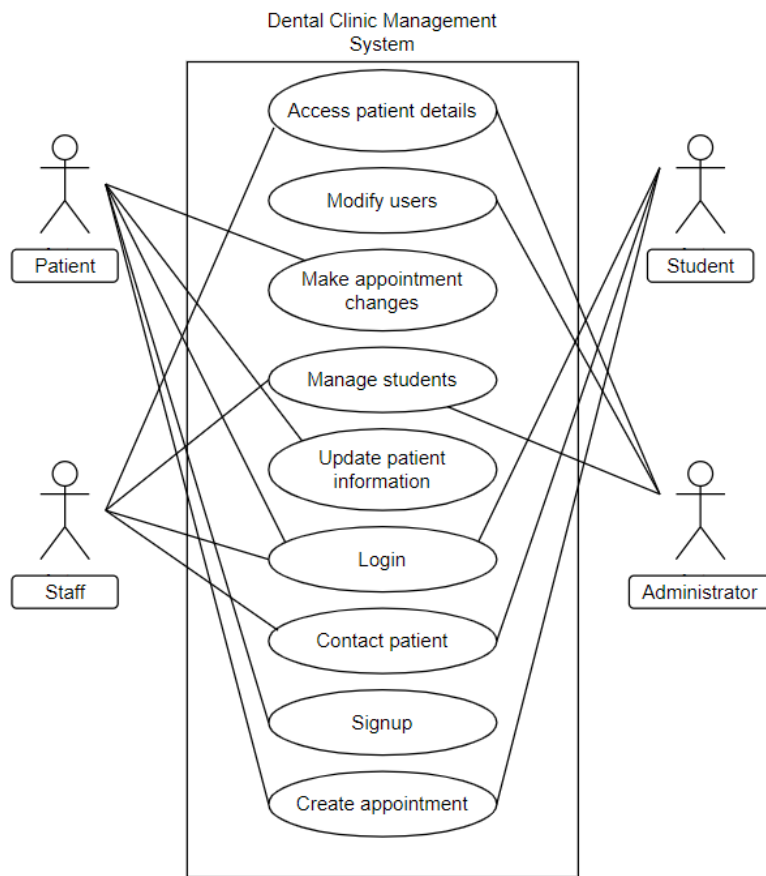 Dental Clinic Management
System
Access patient details
Modify users
Patient
Student
Make appointment
changes
Manage students
Update patient
information
Login
Staff
Administrator
Contact patient
Signup
Create appointment